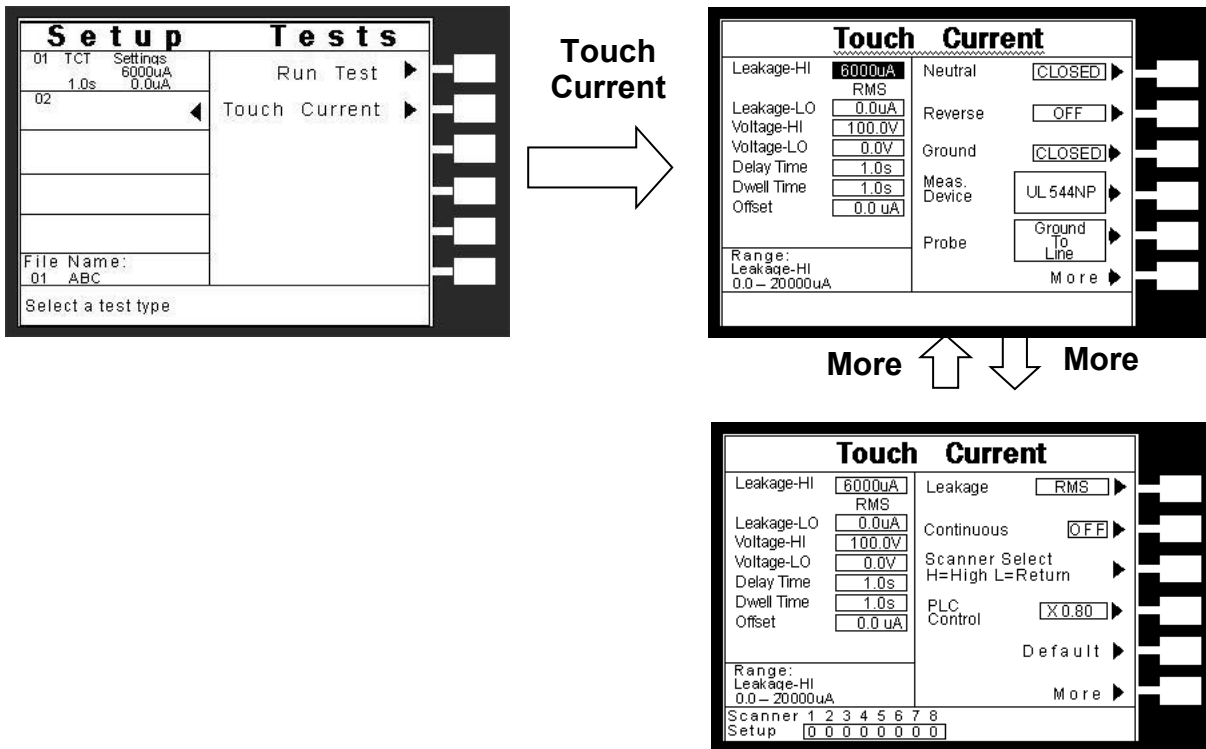 Setup Tests
01 TCT Settings
6000uA
1.0s 0.0uA
02
Run Test
Touch Current
File Name:
01 ABC
Select a test type
Touch
Current
Touch Current
Leakage-HI 6000uA
RMS
Leakage-LO 0.0uA
Voltage-HI 100.0V
Voltage-LO 0.0V
Delay Time 1.0s
Dwell Time 1.0s
Offset 0.0 uA
Range:
Leakage-HI
0.0 – 20000uA
Neutral CLOSED
Reverse OFF
Ground CLOSED
Meas.
Device UL544NP
Probe Ground
To
Line
More
More More
Touch Current
Leakage-HI 6000uA
RMS
Leakage-LO 0.0uA
Voltage-HI 100.0V
Voltage-LO 0.0V
Delay Time 1.0s
Dwell Time 1.0s
Offset 0.0 uA
Range:
Leakage-HI
0.0 – 20000uA
Leakage RMS
Continuous OFF
Scanner Select
H=High L=Return
PLC
Control X0.80
Default
More
Scanner 1 2 3 4 5 6 7 8
Setup 0 0 0 0 0 0 0 0